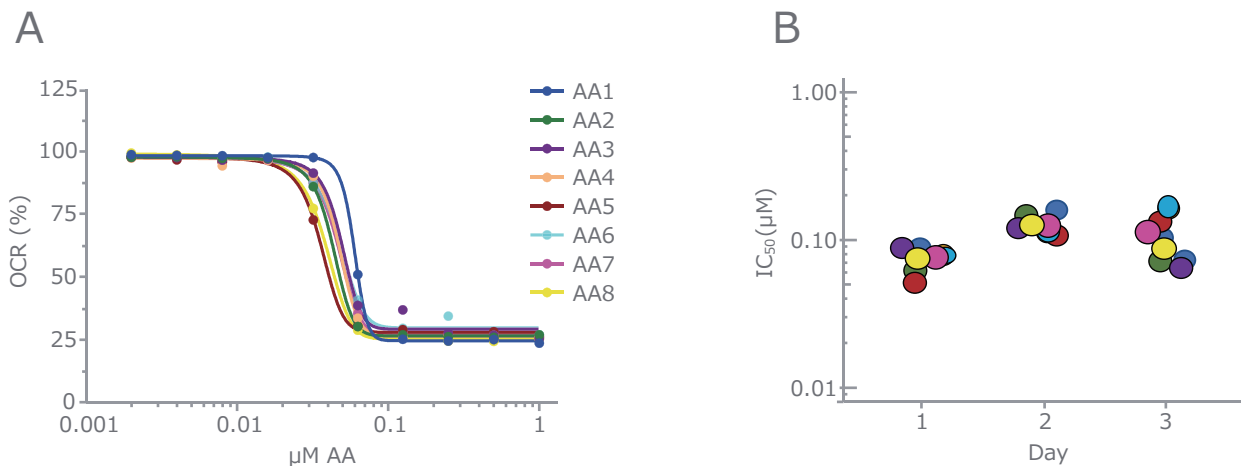 A
B
125
100
75
50
25
0
OCR (%)
0.001
0.01
0.1
1
µM AA
AA1
AA2
AA3
AA4
AA5
AA6
AA7
AA8
1.00
0.10
0.01
IC₅₀(µM)
1
2
3
Day